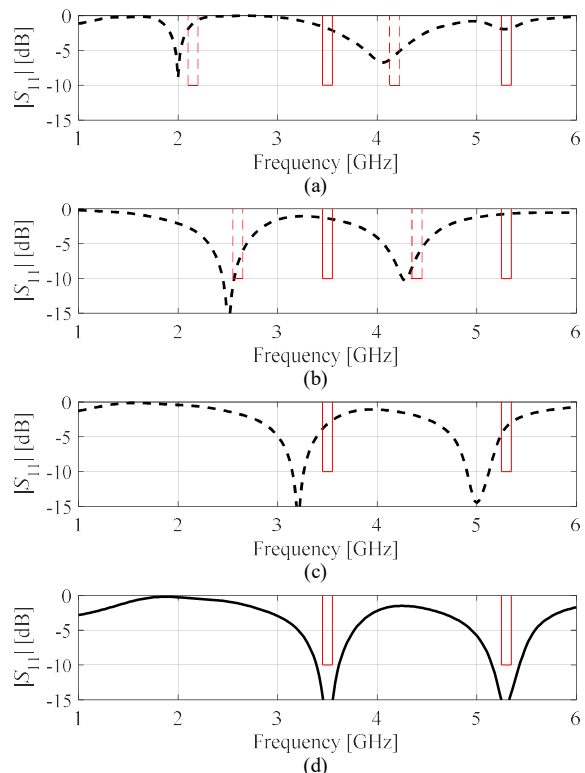 0
-5
-10
-15
|S₁₁| [dB]
1 2 3 4 5 6
Frequency [GHz]
(a)
0
-5
-10
-15
|S₁₁| [dB]
1 2 3 4 5 6
Frequency [GHz]
(b)
0
-5
-10
-15
|S₁₁| [dB]
1 2 3 4 5 6
Frequency [GHz]
(c)
0
-5
-10
-15
|S₁₁| [dB]
1 2 3 4 5 6
Frequency [GHz]
(d)